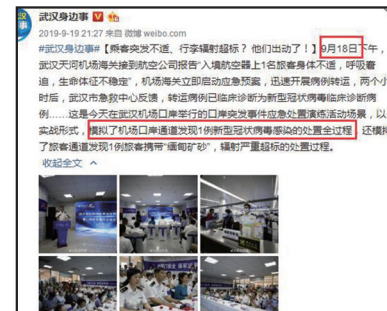 武汉身边事
2019-9-19 21:27 来自 微博 weibo.com
#武汉身边事#【乘客突发不适、行李辐射超标？他们出动了！】9月18日下午，
武汉天河机场海关接到航空公司报告“入境航空器上1名旅客身体不适，呼吸窘
迫，生命体征不稳定”，机场海关立即启动应急预案，迅速开展病例转运，两个小
时后，武汉市急救中心反馈，转运病例已临床诊断为新型冠状病毒临床诊断病
例……这是今天在武汉机场口岸举行的口岸突发事件应急处置演练活动场景，以
实战形式，模拟了机场口岸通道发现1例新型冠状病毒感染的处置全过程，还模拟
了旅客通道发现1例旅客携带“缅甸矿砂”，辐射严重超标的处置过程。
收起全文